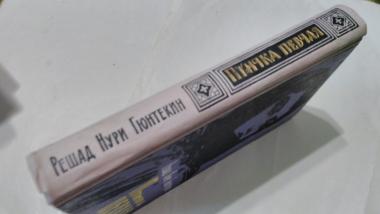 Решад Нури Гюнтекин
Птичка певчая